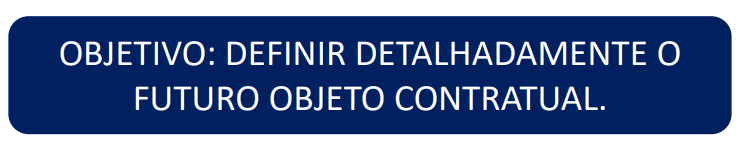 OBJETIVO: DEFINIR DETALHADAMENTE O
FUTURO OBJETO CONTRATUAL.